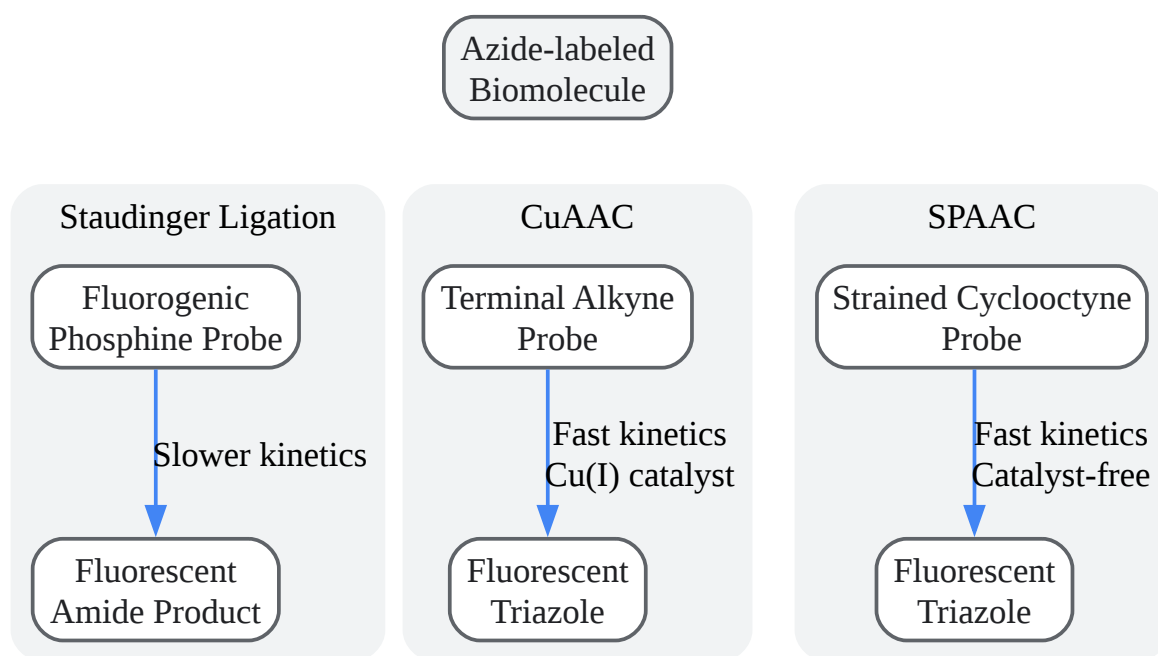 Azide-labeled
Biomolecule
Staudinger Ligation
Fluorogenic
Phosphine Probe
Slower kinetics
Fluorescent
Amide Product
CuAAC
Terminal Alkyne
Probe
Fast kinetics
Cu(I) catalyst
Fluorescent
Triazole
SPAAC
Strained Cyclooctyne
Probe
Fast kinetics
Catalyst-free
Fluorescent
Triazole